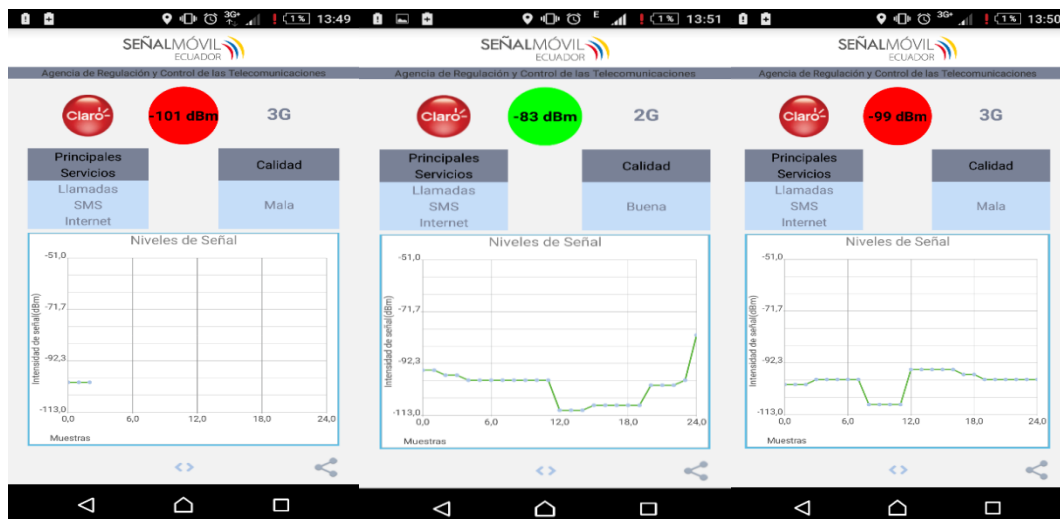 3G+ 1% 13:49
SEÑALMÓVIL
ECUADOR
Agencia de Regulación y Control de las Telecomunicaciones
Claro -101 dBm 3G
Principales
Servicios
Calidad
Llamadas
SMS
Internet
Mala
Niveles de Señal
Intensidad de señal(dBm)
-51,0
-71,7
-92,3
-113,0
0,0 6,0 12,0 18,0 24,0
Muestras
E 1% 13:51
SEÑALMÓVIL
ECUADOR
Agencia de Regulación y Control de las Telecomunicaciones
Claro -83 dBm 2G
Principales
Servicios
Calidad
Llamadas
SMS
Internet
Buena
Niveles de Señal
Intensidad de señal(dBm)
-51,0
-71,7
-92,3
-113,0
0,0 6,0 12,0 18,0 24,0
Muestras
3G+ 1% 13:50
SEÑALMÓVIL
ECUADOR
Agencia de Regulación y Control de las Telecomunicaciones
Claro -99 dBm 3G
Principales
Servicios
Calidad
Llamadas
SMS
Internet
Mala
Niveles de Señal
Intensidad de señal(dBm)
-51,0
-71,7
-92,3
-113,0
0,0 6,0 12,0 18,0 24,0
Muestras